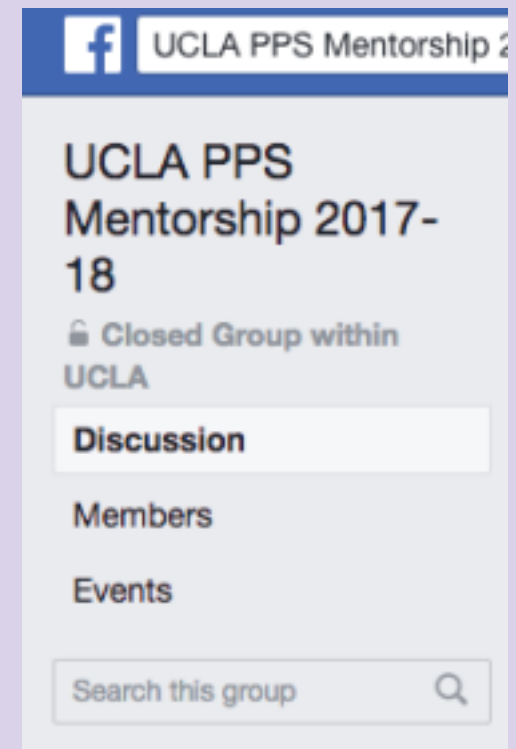 f UCLA PPS Mentorship 2
UCLA PPS
Mentorship 2017-
18
Closed Group within
UCLA
Discussion
Members
Events
Search this group